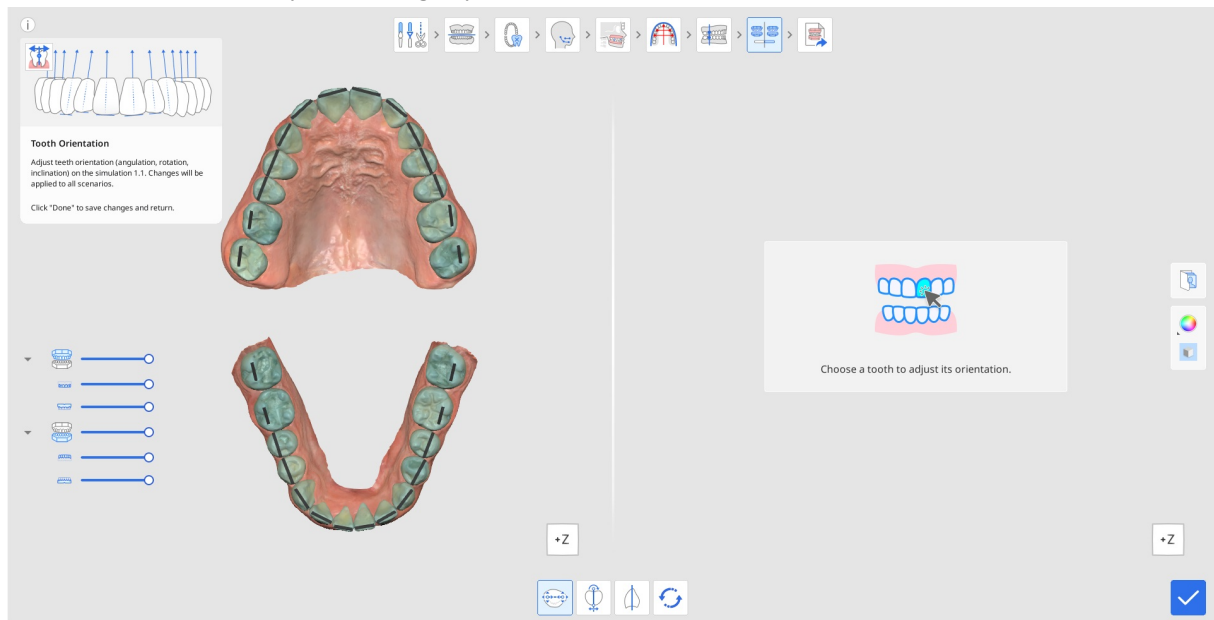 i
Tooth Orientation
Adjust teeth orientation (angulation, rotation,
inclination) on the simulation 1.1. Changes will be
applied to all scenarios.
Click "Done" to save changes and return.
Choose a tooth to adjust its orientation.
+Z
+Z